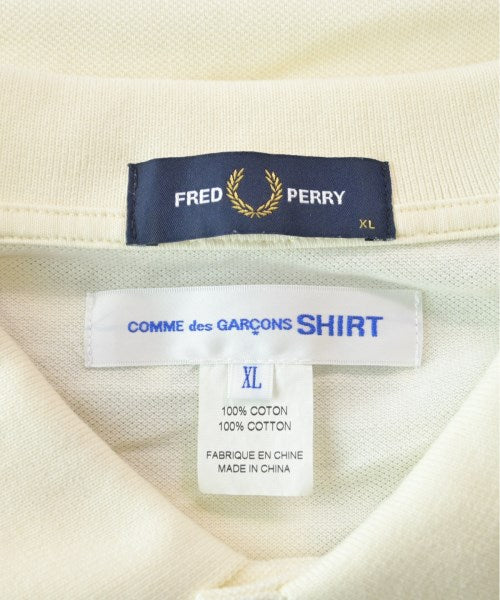 FRED PERRY
XL
COMME des GARÇONS SHIRT
XL
100% COTON
100% COTTON
FABRIQUE EN CHINE
MADE IN CHINA